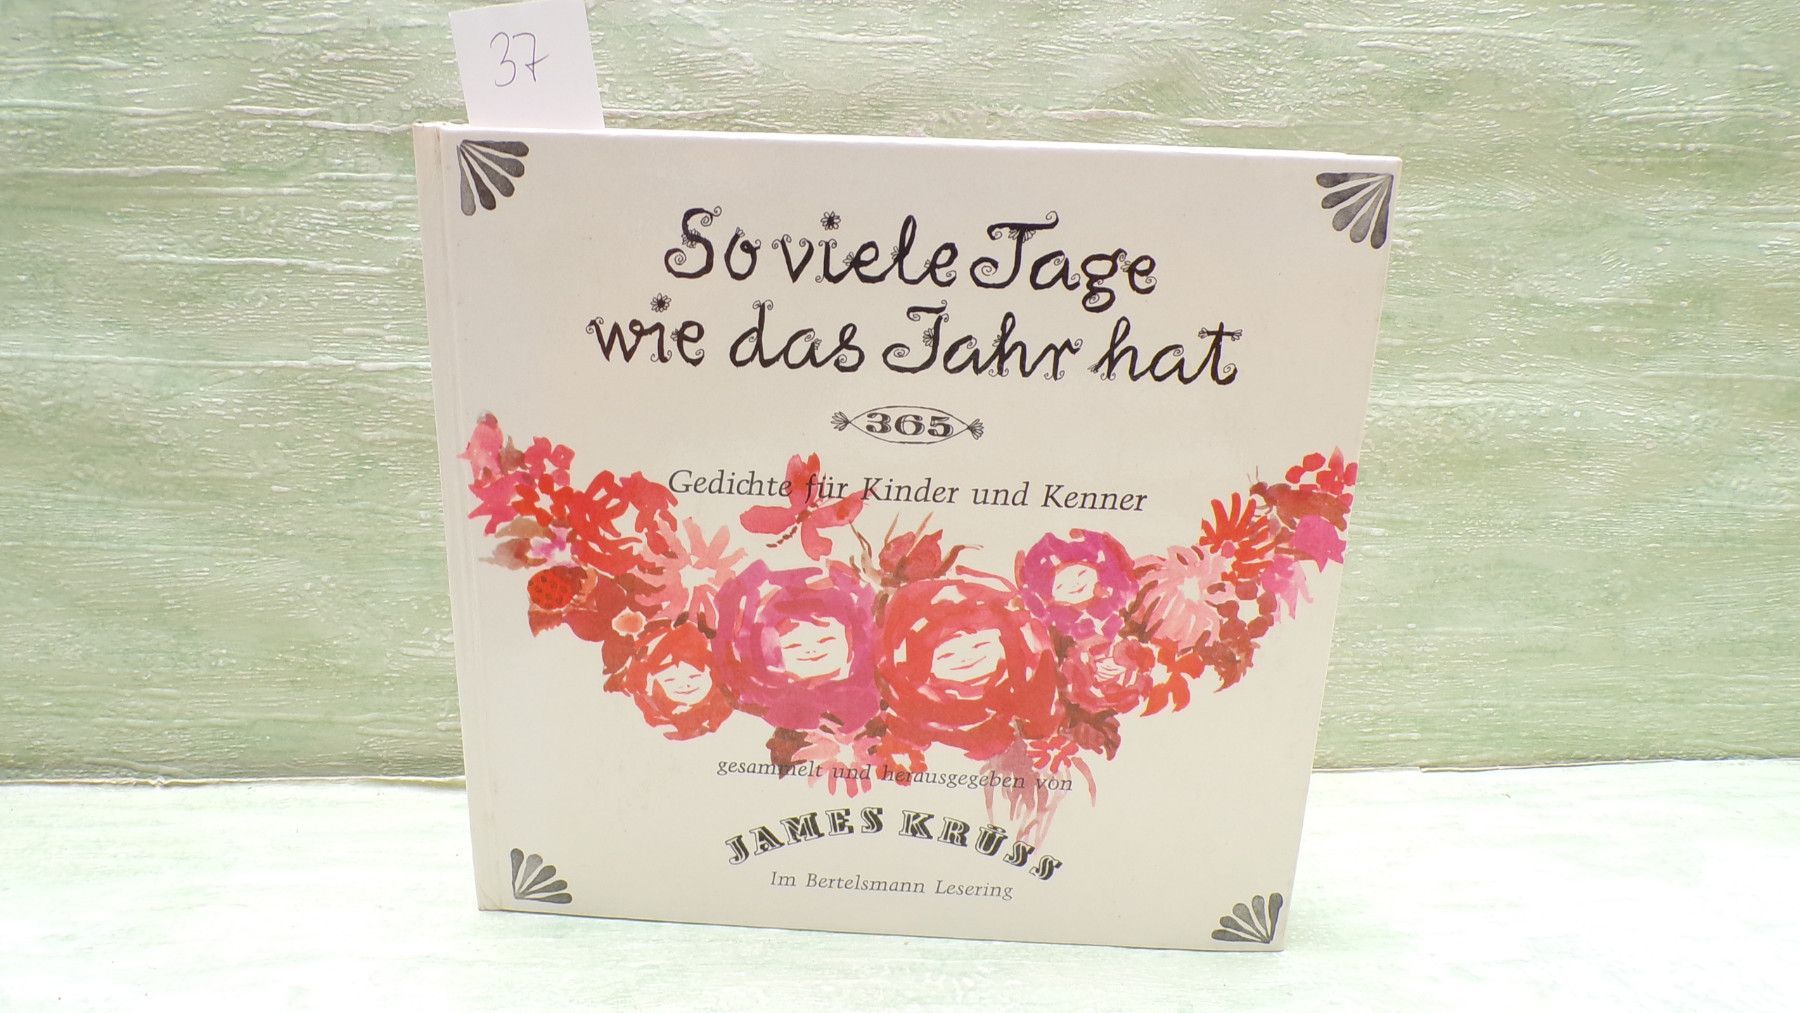 37
So viele Tage
wie das Jahr hat
365
Gedichte für Kinder und Kenner
gesammelt und herausgegeben von
JAMES KRÜSS
Im Bertelsmann Lesering